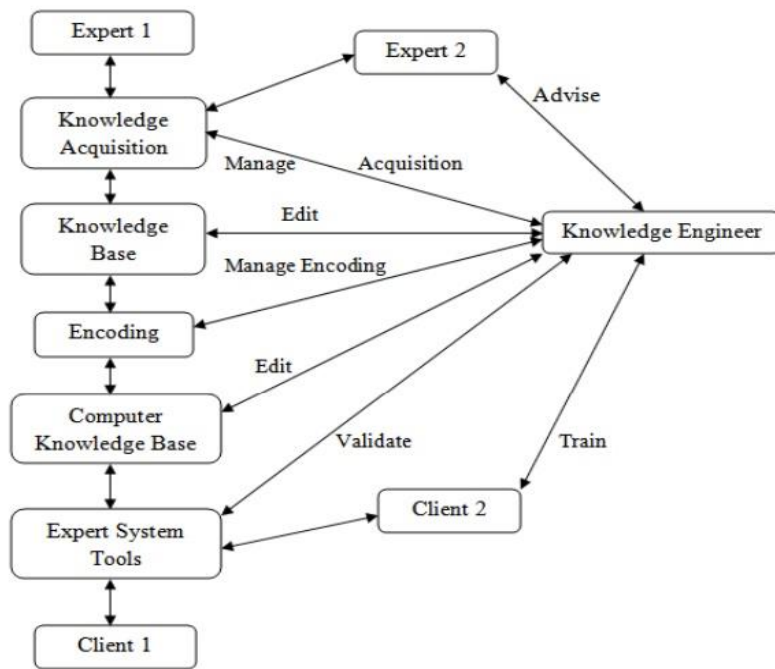 Expert 1
Expert 2
Advise
Knowledge
Acquisition
Manage
Acquisition
Knowledge
Base
Edit
Knowledge Engineer
Manage Encoding
Encoding
Edit
Computer
Knowledge Base
Validate
Train
Client 2
Expert System
Tools
Client 1